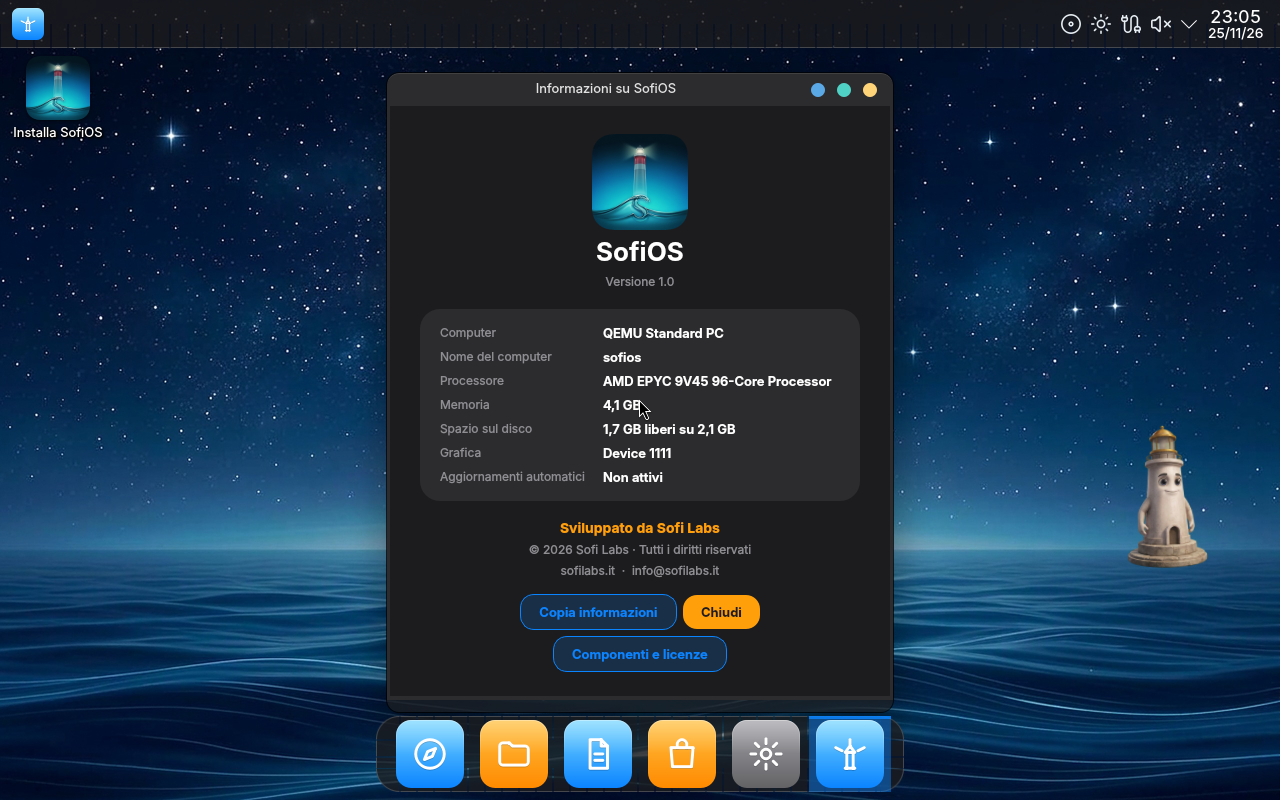 23:05
25/11/26
Installa SofiOS
Informazioni su SofiOS
SofiOS
Versione 1.0
Computer QEMU Standard PC
Nome del computer sofios
Processore AMD EPYC 9V45 96-Core Processor
Memoria 4,1 GB
Spazio sul disco 1,7 GB liberi su 2,1 GB
Grafica Device 1111
Aggiornamenti automatici Non attivi
Sviluppato da Sofi Labs
© 2026 Sofi Labs · Tutti i diritti riservati
sofilabs.it · info@sofilabs.it
Copia informazioni Chiudi
Componenti e licenze